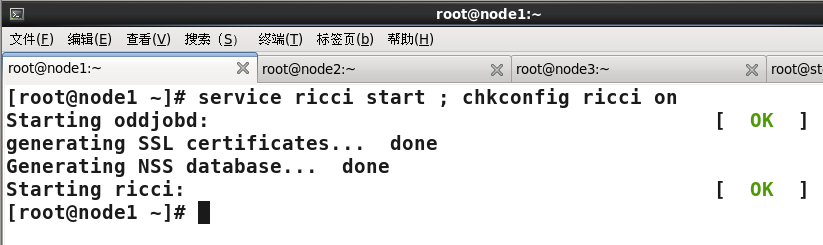 root@node1:~
文件(F) 编辑(E) 查看(V) 搜索 (S) 终端(T) 标签页(b) 帮助(H)
root@node1:~ root@node2:~ root@node3:~ root@st
[root@node1 ~]# service ricci start ; chkconfig ricci on
Starting oddjobd: [ OK ]
generating SSL certificates... done
Generating NSS database... done
Starting ricci: [ OK ]
[root@node1 ~]#